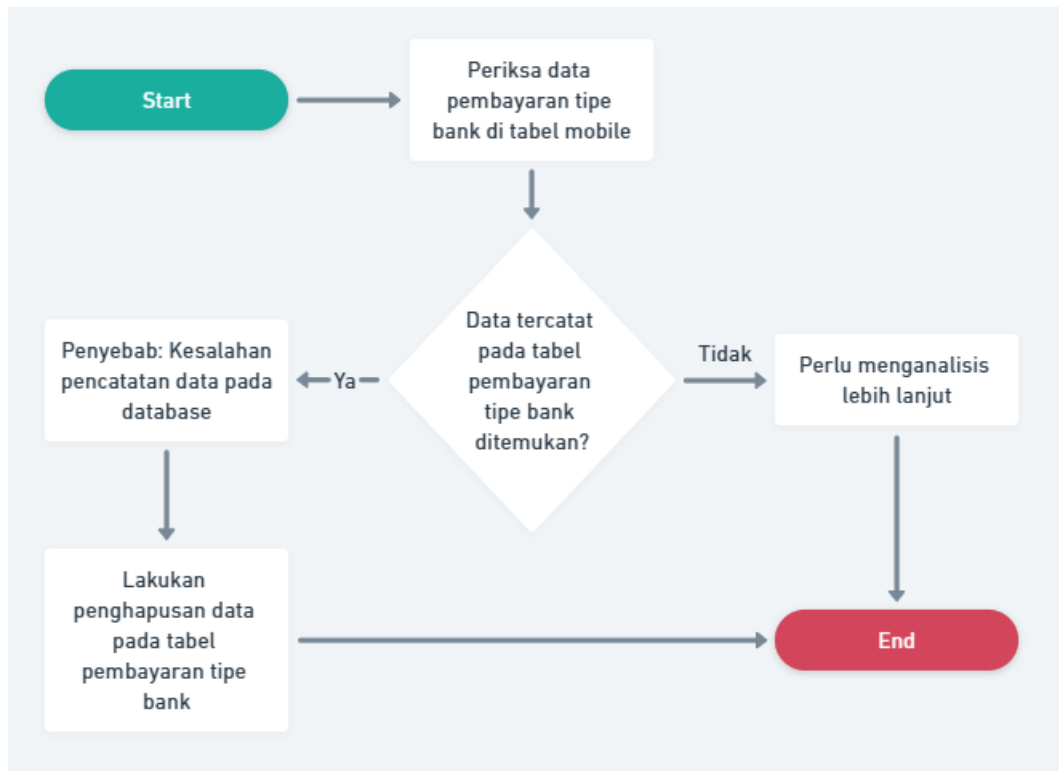 Start
Periksa data
pembayaran tipe
bank di tabel mobile
Data tercatat
pada tabel
pembayaran
tipe bank
ditemukan?
Ya
Tidak
Penyebab: Kesalahan
pencatatan data pada
database
Perlu menganalisis
lebih lanjut
Lakukan
penghapusan data
pada tabel
pembayaran tipe
bank
End